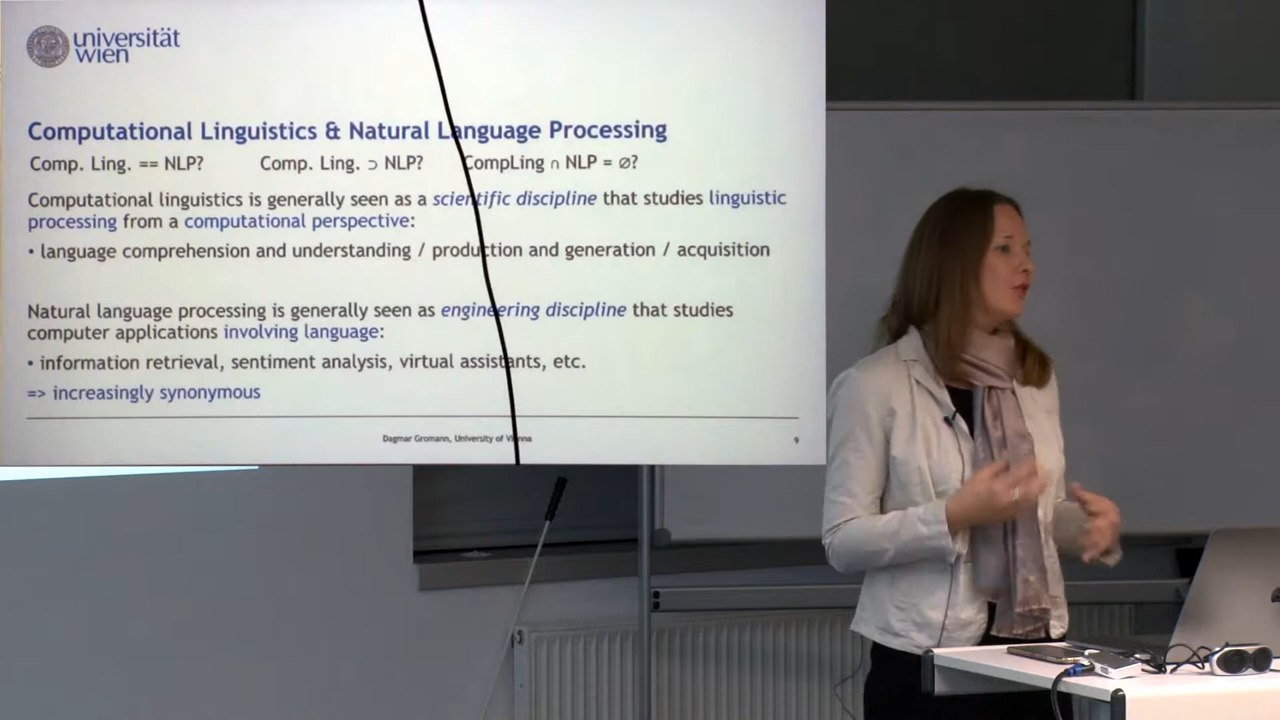 universität
wien
Computational Linguistics & Natural Language Processing
Comp. Ling. == NLP? Comp. Ling. ⊃ NLP? CompLing ∩ NLP = ∅?
Computational linguistics is generally seen as a scientific discipline that studies linguistic
processing from a computational perspective:
• language comprehension and understanding / production and generation / acquisition
Natural language processing is generally seen as engineering discipline that studies
computer applications involving language:
• information retrieval, sentiment analysis, virtual assistants, etc.
=> increasingly synonymous
Dagmar Gromann, University of Vienna
9